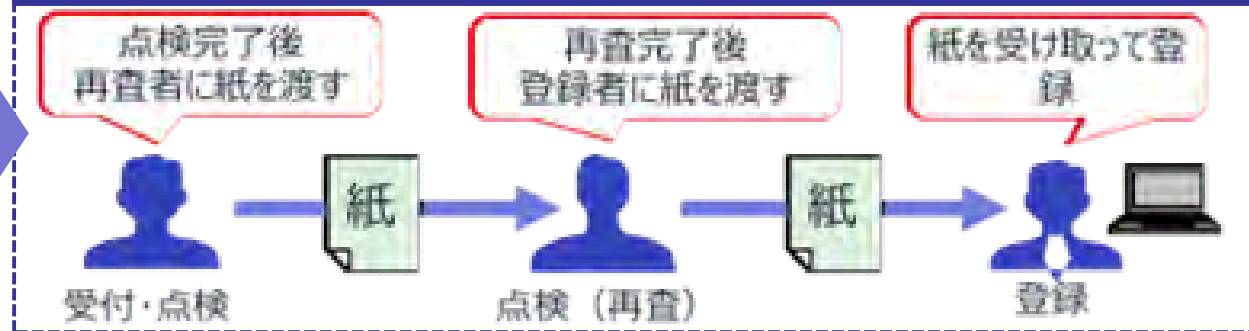 点検完了後
再査者に紙を渡す
再査完了後
登録者に紙を渡す
紙を受け取って登
録
紙
紙
受付・点検
点検（再査）
登録